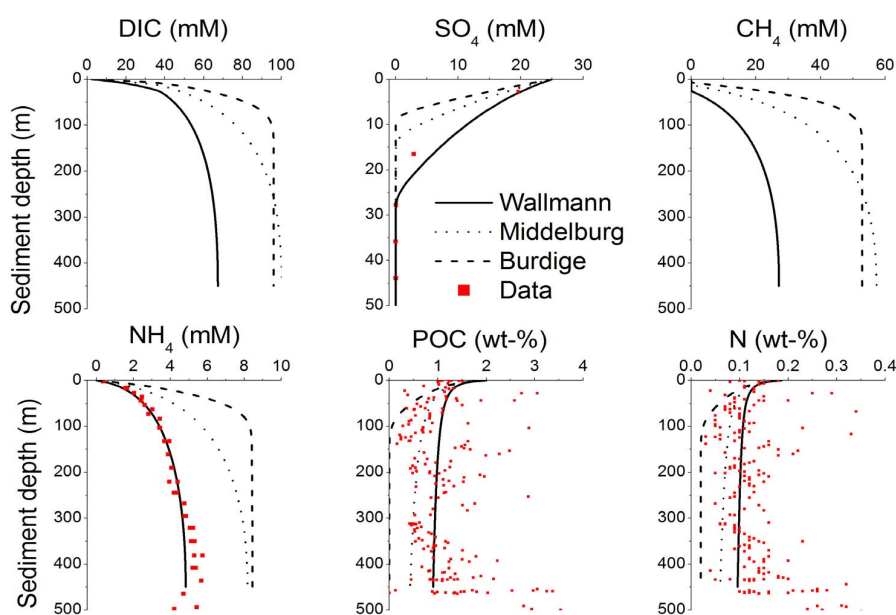 DIC (mM)
SO4 (mM)
CH4 (mM)
0 20 40 60 80 100
0 10 20 30
0 20 40 60
Sediment depth (m)
0
100
200
300
400
500
0
10
20
30
40
50
0
100
200
300
400
500
Wallmann
Middelburg
Burdige
Data
NH4 (mM)
POC (wt-%)
N (wt-%)
0 2 4 6 8 10
0 1 2 3 4
0.0 0.1 0.2 0.3 0.4
Sediment depth (m)
0
100
200
300
400
500
0
100
200
300
400
500
0
100
200
300
400
500